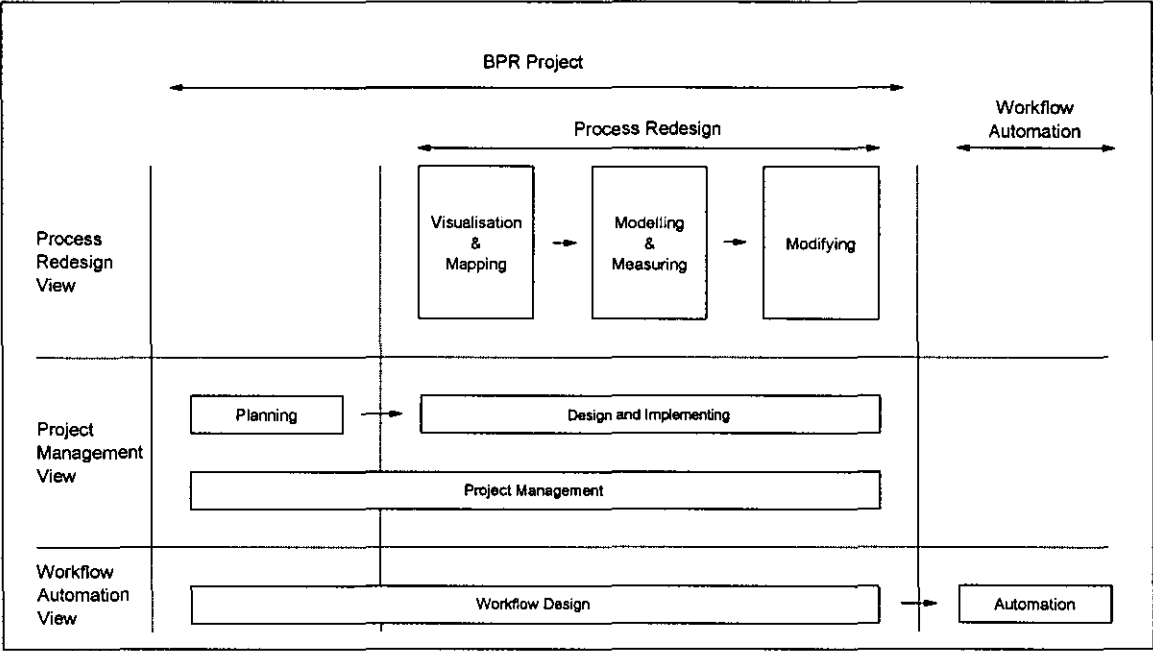 BPR Project
Workflow
Automation
Process Redesign
Process
Redesign
View
Visualisation
&
Mapping
Modelling
&
Measuring
Modifying
Project
Management
View
Planning
Design and Implementing
Project Management
Workflow
Automation
View
Workflow Design
Automation